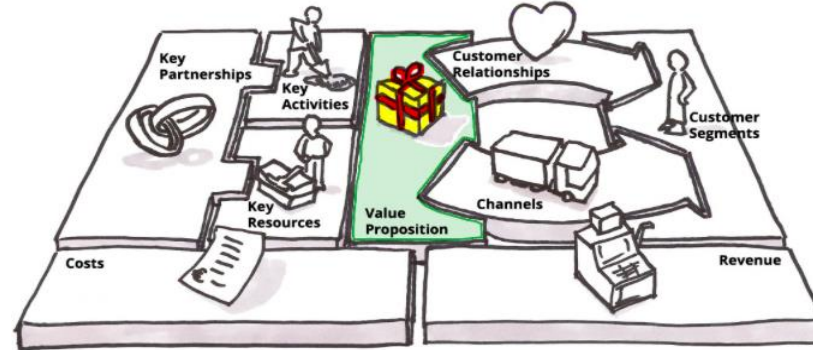 Key
Partnerships
Key
Activities
Key
Resources
Value
Proposition
Customer
Relationships
Channels
Customer
Segments
Costs
Revenue